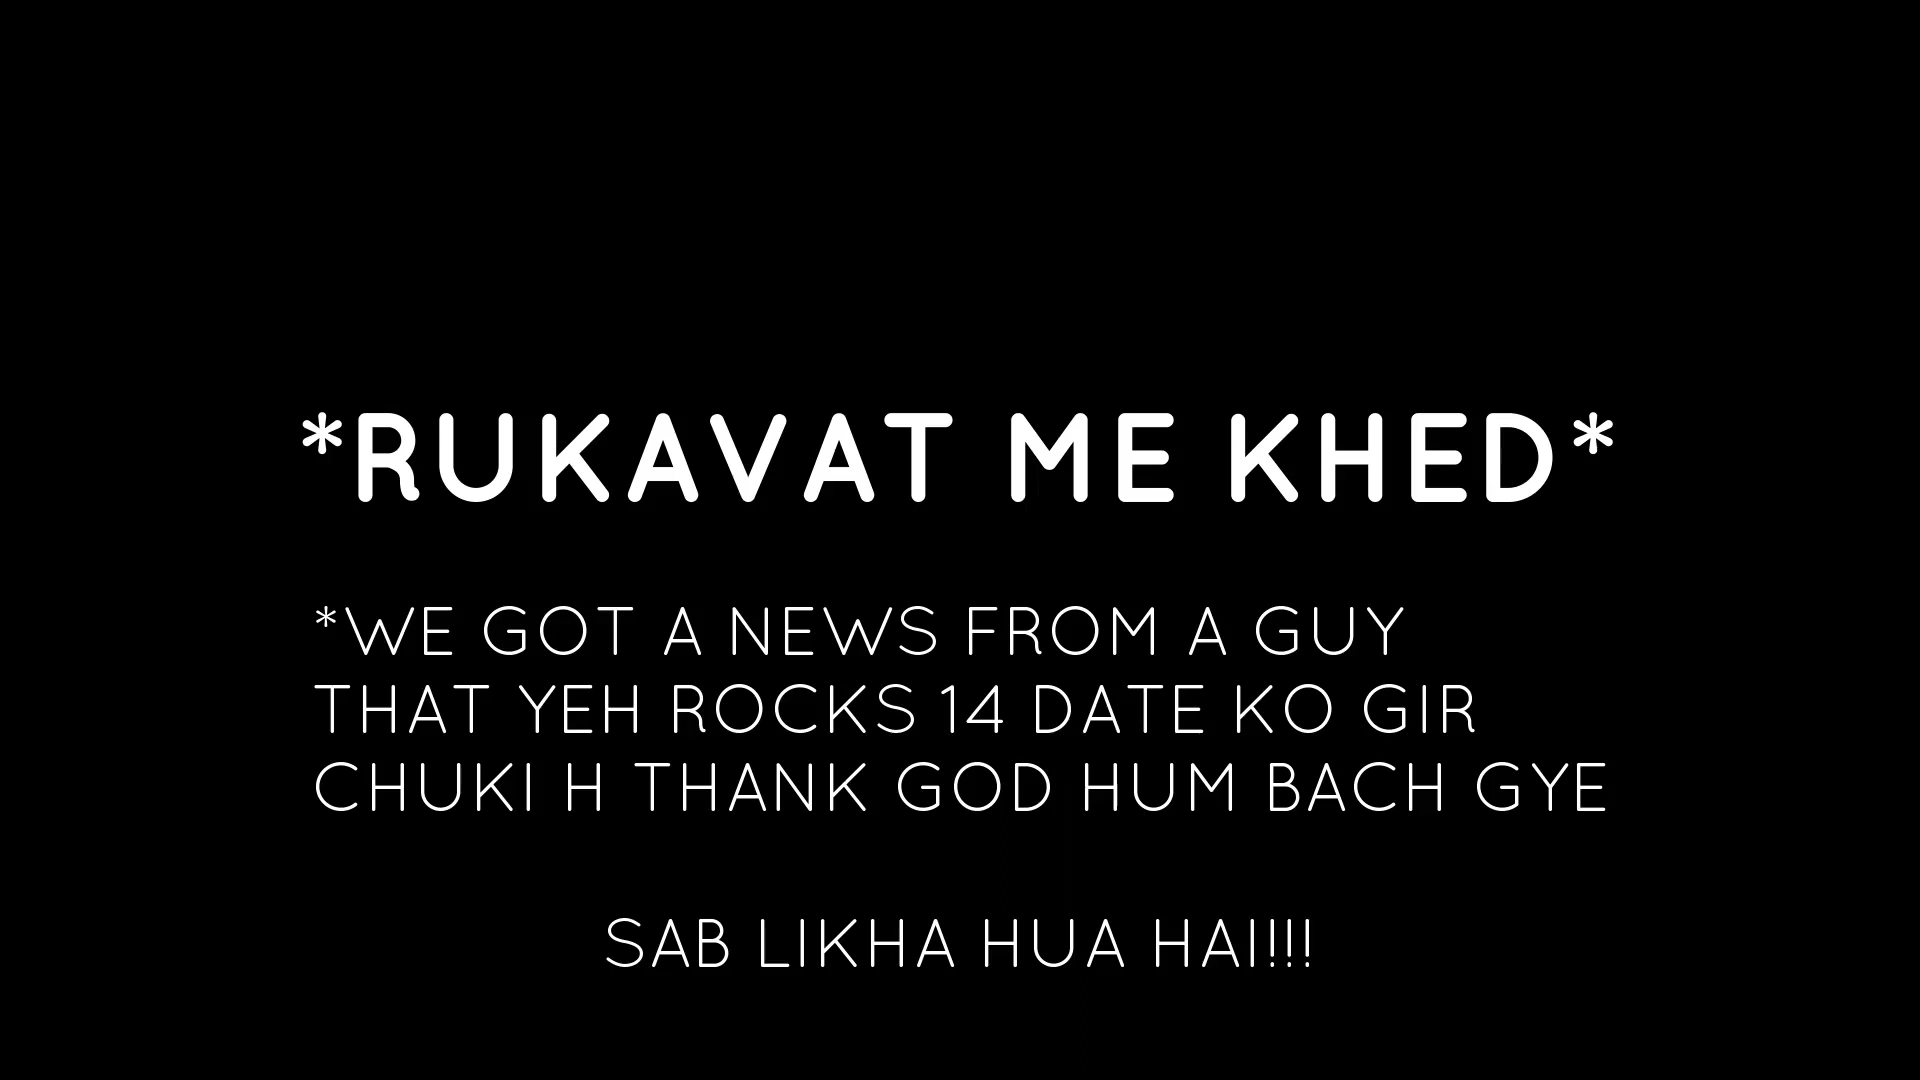 *RUKAVAT ME KHED*
*WE GOT A NEWS FROM A GUY
THAT YEH ROCKS 14 DATE KO GIR
CHUKI H THANK GOD HUM BACH GYE
SAB LIKHA HUA HAI!!!